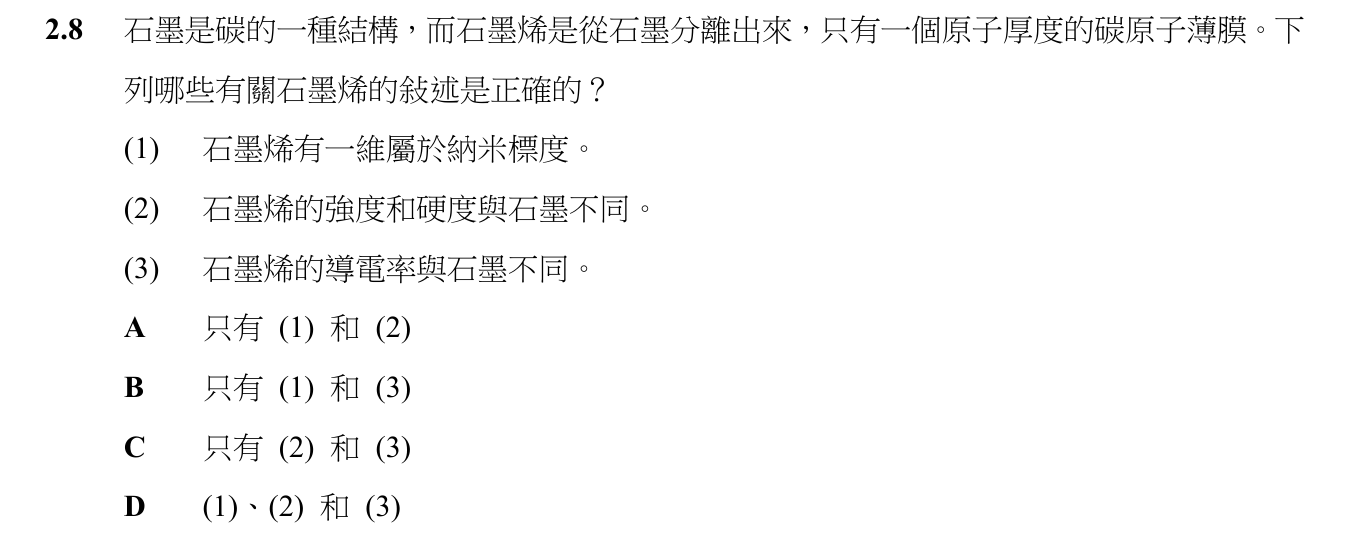 2.8 石墨是碳的一種結構，而石墨烯是從石墨分離出來，只有一個原子厚度的碳原子薄膜。下
列哪些有關石墨烯的敍述是正確的？
(1) 石墨烯有一維屬於納米標度。
(2) 石墨烯的強度和硬度與石墨不同。
(3) 石墨烯的導電率與石墨不同。
A 只有 (1) 和 (2)
B 只有 (1) 和 (3)
C 只有 (2) 和 (3)
D (1)、(2) 和 (3)